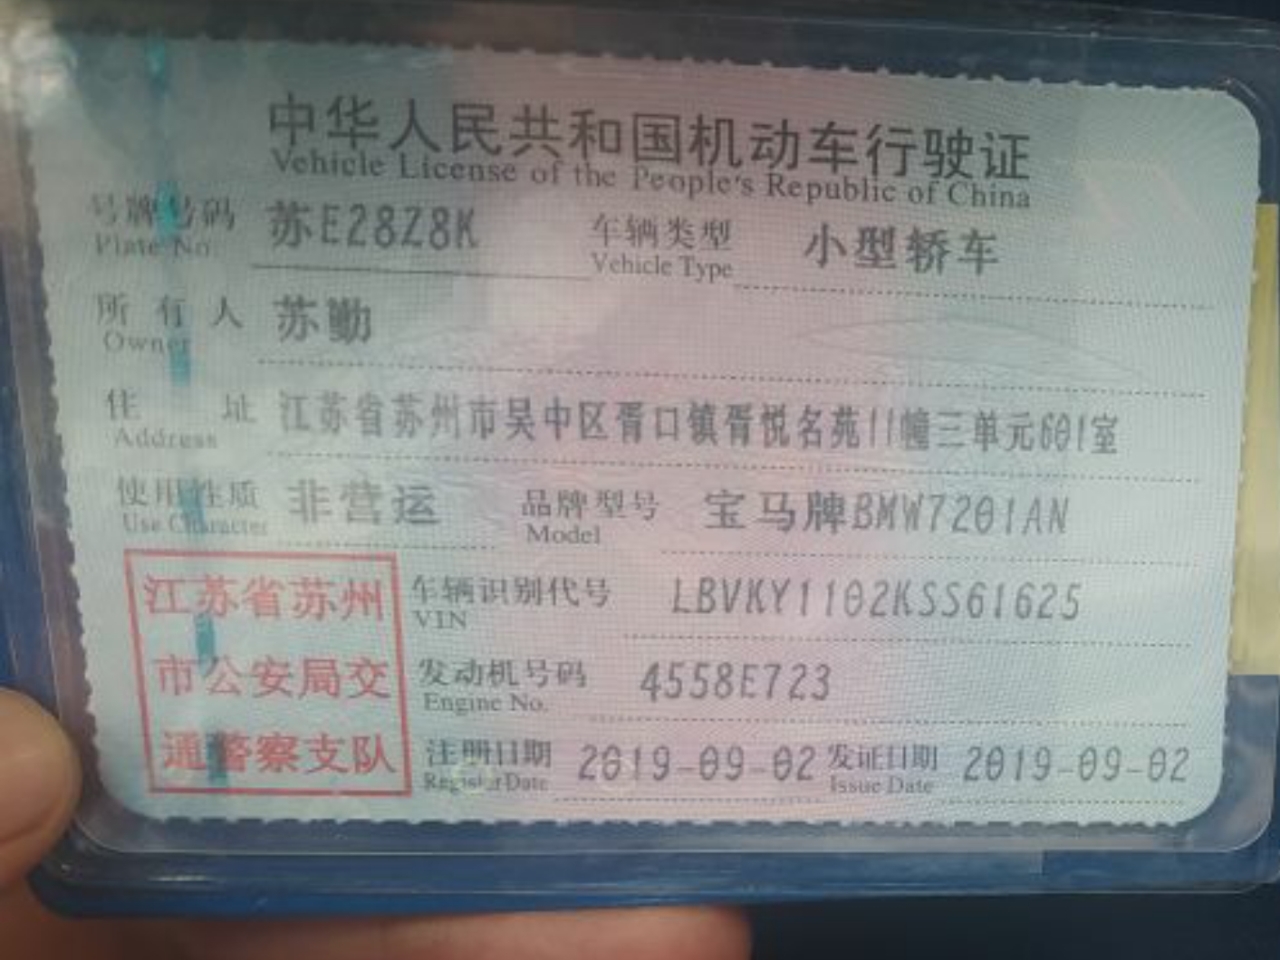 中华人民共和国机动车行驶证
Vehicle License of the People's Republic of China
号牌号码 苏E28Z8K 车辆类型 小型轿车
Plate No. Vehicle Type
所有人 苏勤
Owner
住址 江苏省苏州市吴中区胥口镇胥悦名苑11幢三单元601室
Address
使用性质 非营运 品牌型号 宝马牌BMW7201AN
Use Character Model
江苏省苏州 车辆识别代号 LBVKY1102KSS61625
VIN
市公安局交 发动机号码 4558E723
Engine No.
通警察支队 注册日期 2019-09-02 发证日期 2019-09-02
Register Date Issue Date